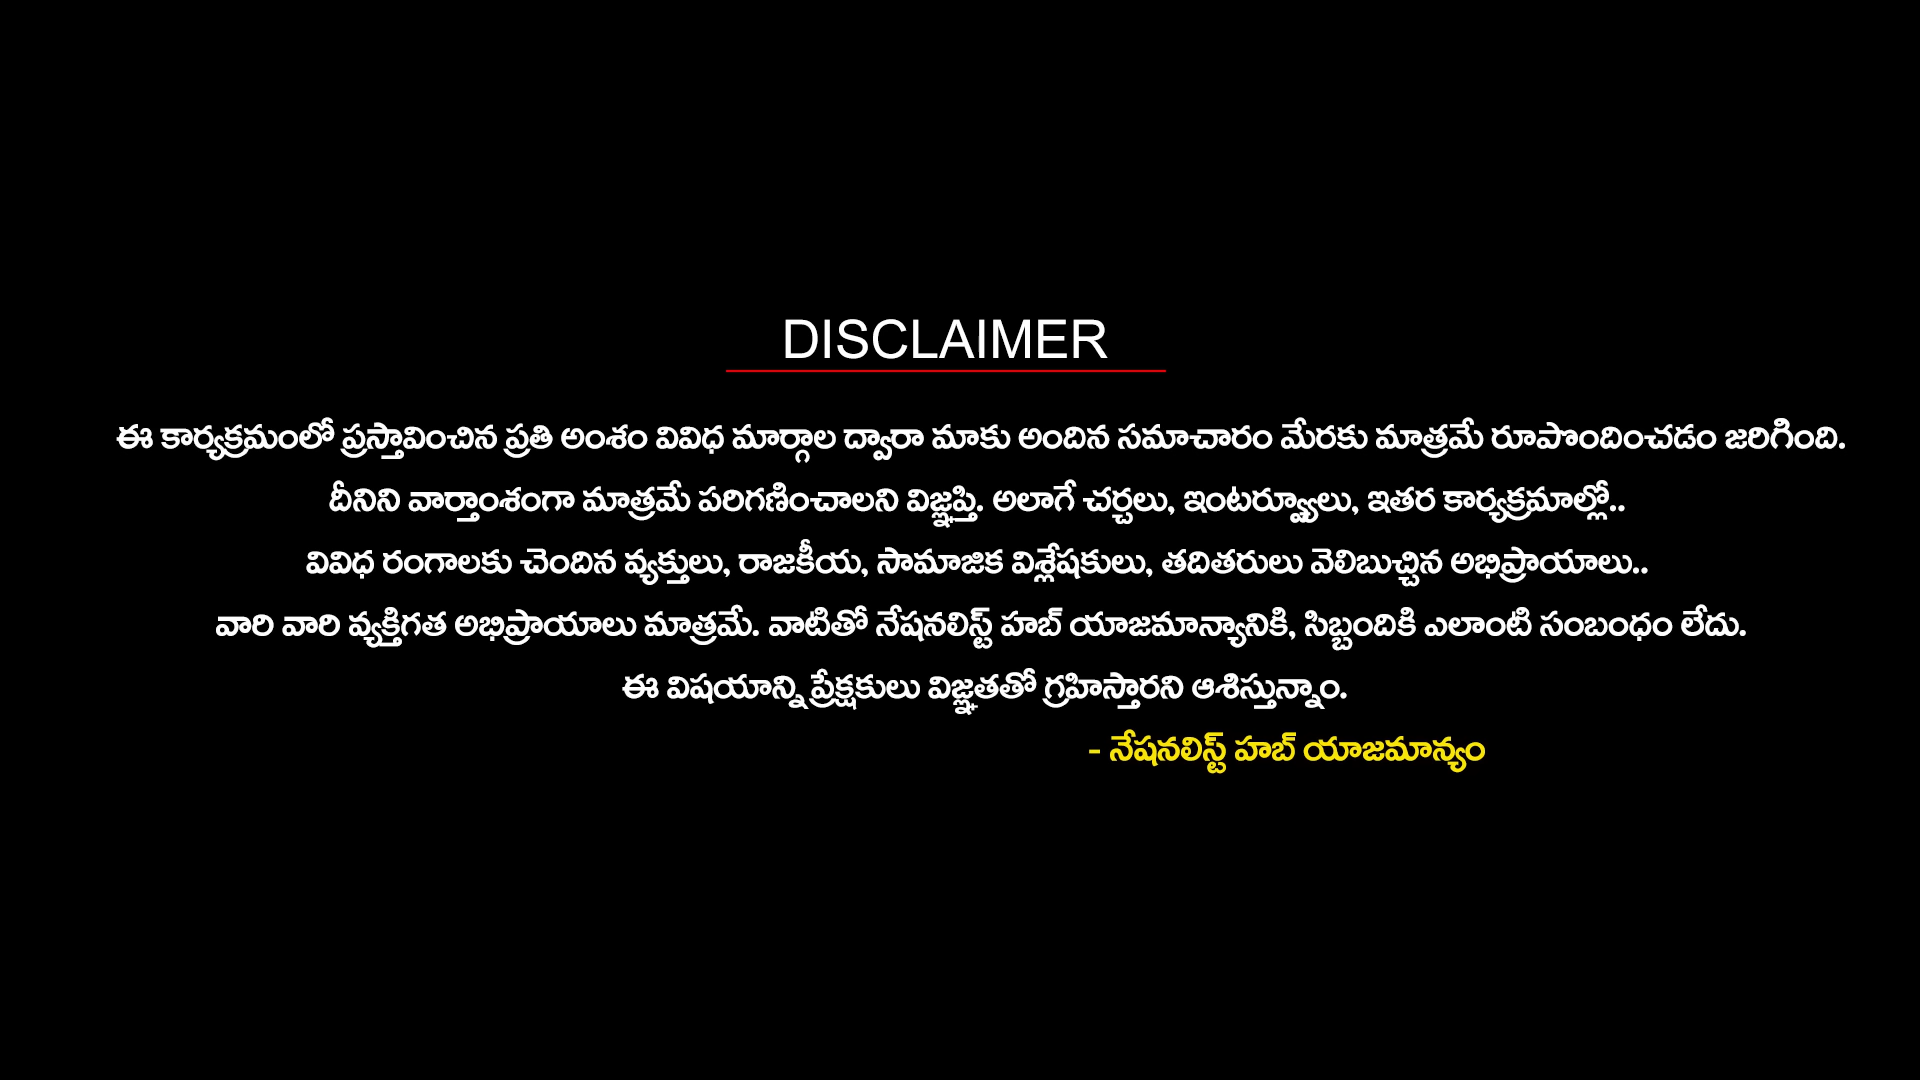 DISCLAIMER
ఈ కార్యక్రమంలో ప్రస్తావించిన ప్రతి అంశం వివిధ మార్గాల ద్వారా మాకు అందిన సమాచారం మేరకు మాత్రమే రూపొందించడం జరిగింది.
దీనిని వార్తాంశంగా మాత్రమే పరిగణించాలని విజ్ఞప్తి. అలాగే చర్చలు, ఇంటర్వ్యూలు, ఇతర కార్యక్రమాల్లో..
వివిధ రంగాలకు చెందిన వ్యక్తులు, రాజకీయ, సామాజిక విశ్లేషకులు, తదితరులు వెలిబుచ్చిన అభిప్రాయాలు..
వారి వారి వ్యక్తిగత అభిప్రాయాలు మాత్రమే. వాటితో నేషనలిస్ట్ హబ్ యాజమాన్యానికి, సిబ్బందికి ఎలాంటి సంబంధం లేదు.
ఈ విషయాన్ని ప్రేక్షకులు విజ్ఞతతో గ్రహిస్తారని ఆశిస్తున్నాం.
- నేషనలిస్ట్ హబ్ యాజమాన్యం